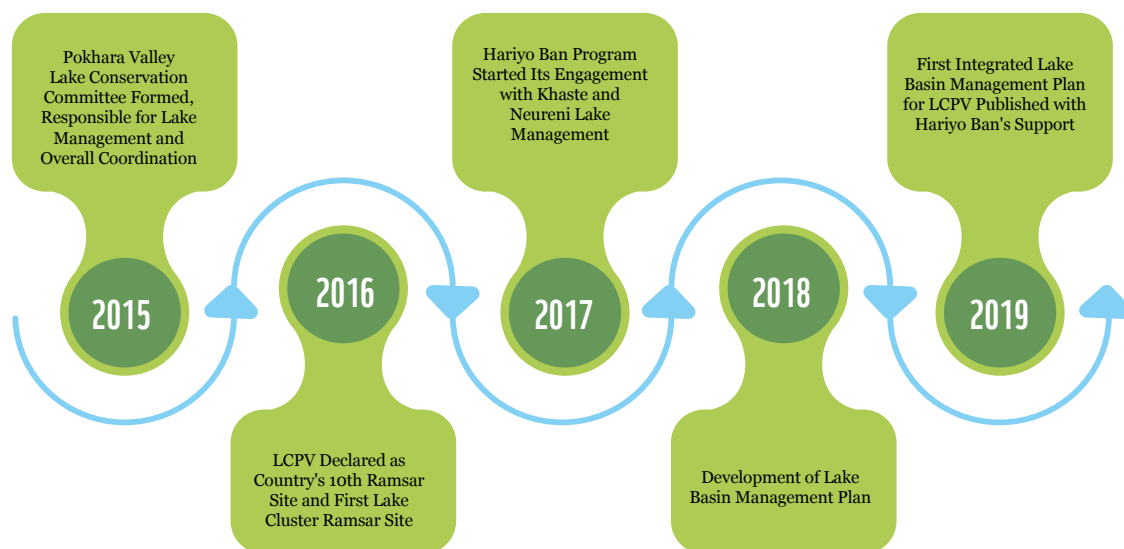 Pokhara Valley
Lake Conservation
Committee Formed,
Responsible for Lake
Management and
Overall Coordination
2015
2016
LCPV Declared as
Country's 10th Ramsar
Site and First Lake
Cluster Ramsar Site
Hariyo Ban Program
Started Its Engagement
with Khaste and
Neureni Lake
Management
2017
2018
Development of Lake
Basin Management Plan
First Integrated Lake
Basin Management Plan
for LCPV Published with
Hariyo Ban's Support
2019